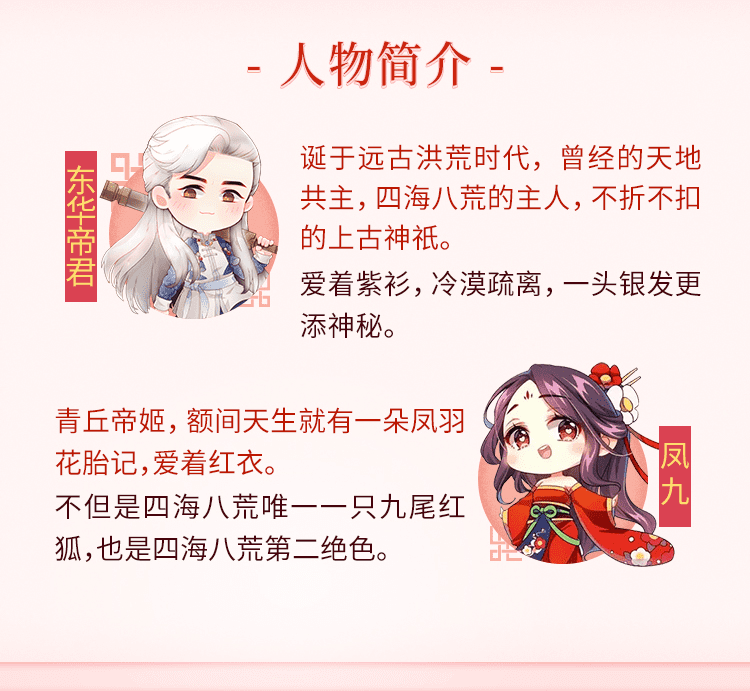 - 人物简介 -
东华帝君
诞于远古洪荒时代，曾经的天地
共主，四海八荒的主人，不折不扣
的上古神祇。
爱着紫衫，冷漠疏离，一头银发更
添神秘。
青丘帝姬，额间天生就有一朵凤羽
花胎记，爱着红衣。
不但是四海八荒唯一一只九尾红
狐，也是四海八荒第二绝色。
凤九